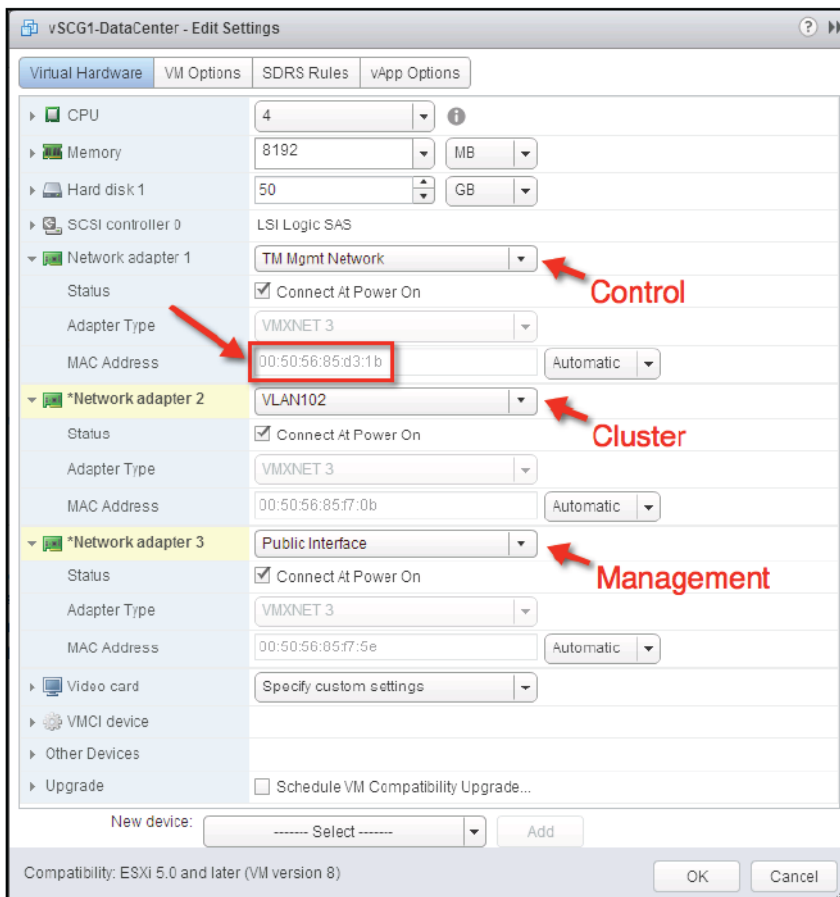 vSCG1-DataCenter - Edit Settings
Virtual Hardware VM Options SDRS Rules vApp Options
CPU 4
Memory 8192 MB
Hard disk 1 50 GB
SCSI controller 0 LSI Logic SAS
Network adapter 1 TM Mgmt Network
Control
Status Connect At Power On
Adapter Type VMXNET 3
MAC Address 00:50:56:85:d3:1b Automatic
*Network adapter 2 VLAN102
Cluster
Status Connect At Power On
Adapter Type VMXNET 3
MAC Address 00:50:56:85:f7:0b Automatic
*Network adapter 3 Public Interface
Management
Status Connect At Power On
Adapter Type VMXNET 3
MAC Address 00:50:56:85:f7:5e Automatic
Video card Specify custom settings
VMCI device
Other Devices
Upgrade Schedule VM Compatibility Upgrade...
New device: ------- Select ------- Add
Compatibility: ESXi 5.0 and later (VM version 8) OK Cancel